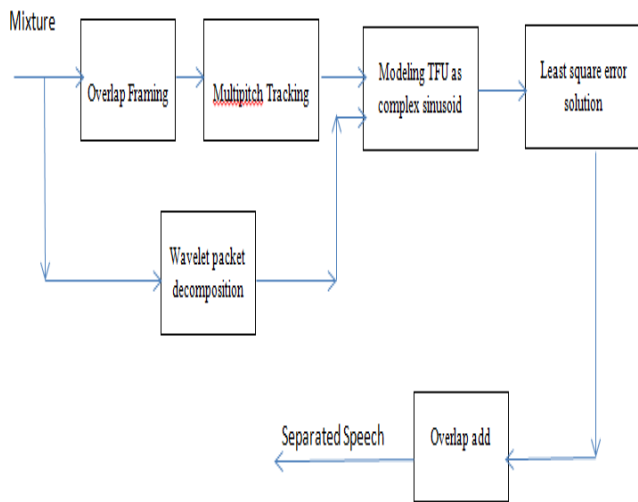 Mixture
Overlap Framing
Multipitch Tracking
Modeling TFU as
complex sinusoid
Least square error
solution
Wavelet packet
decomposition
Separated Speech
Overlap add